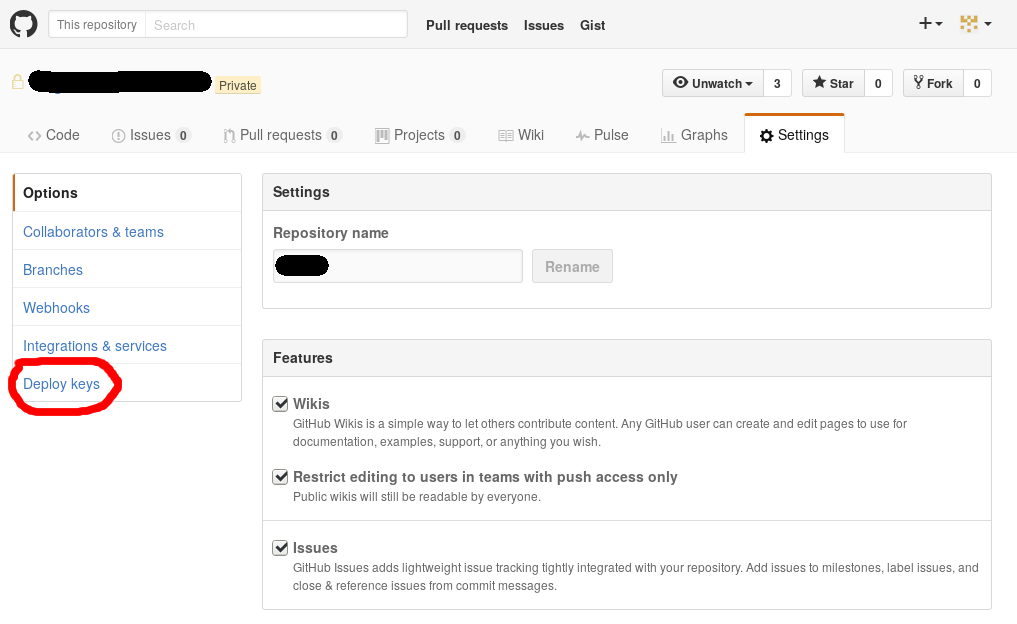 This repository Search Pull requests Issues Gist
Private Unwatch 3 Star 0 Fork 0
Code Issues 0 Pull requests 0 Projects 0 Wiki Pulse Graphs Settings
Options
Collaborators & teams
Branches
Webhooks
Integrations & services
Deploy keys
Settings
Repository name
Rename
Features
Wikis
GitHub Wikis is a simple way to let others contribute content. Any GitHub user can create and edit pages to use for
documentation, examples, support, or anything you wish.
Restrict editing to users in teams with push access only
Public wikis will still be readable by everyone.
Issues
GitHub Issues adds lightweight issue tracking tightly integrated with your repository. Add issues to milestones, label issues, and
close & reference issues from commit messages.